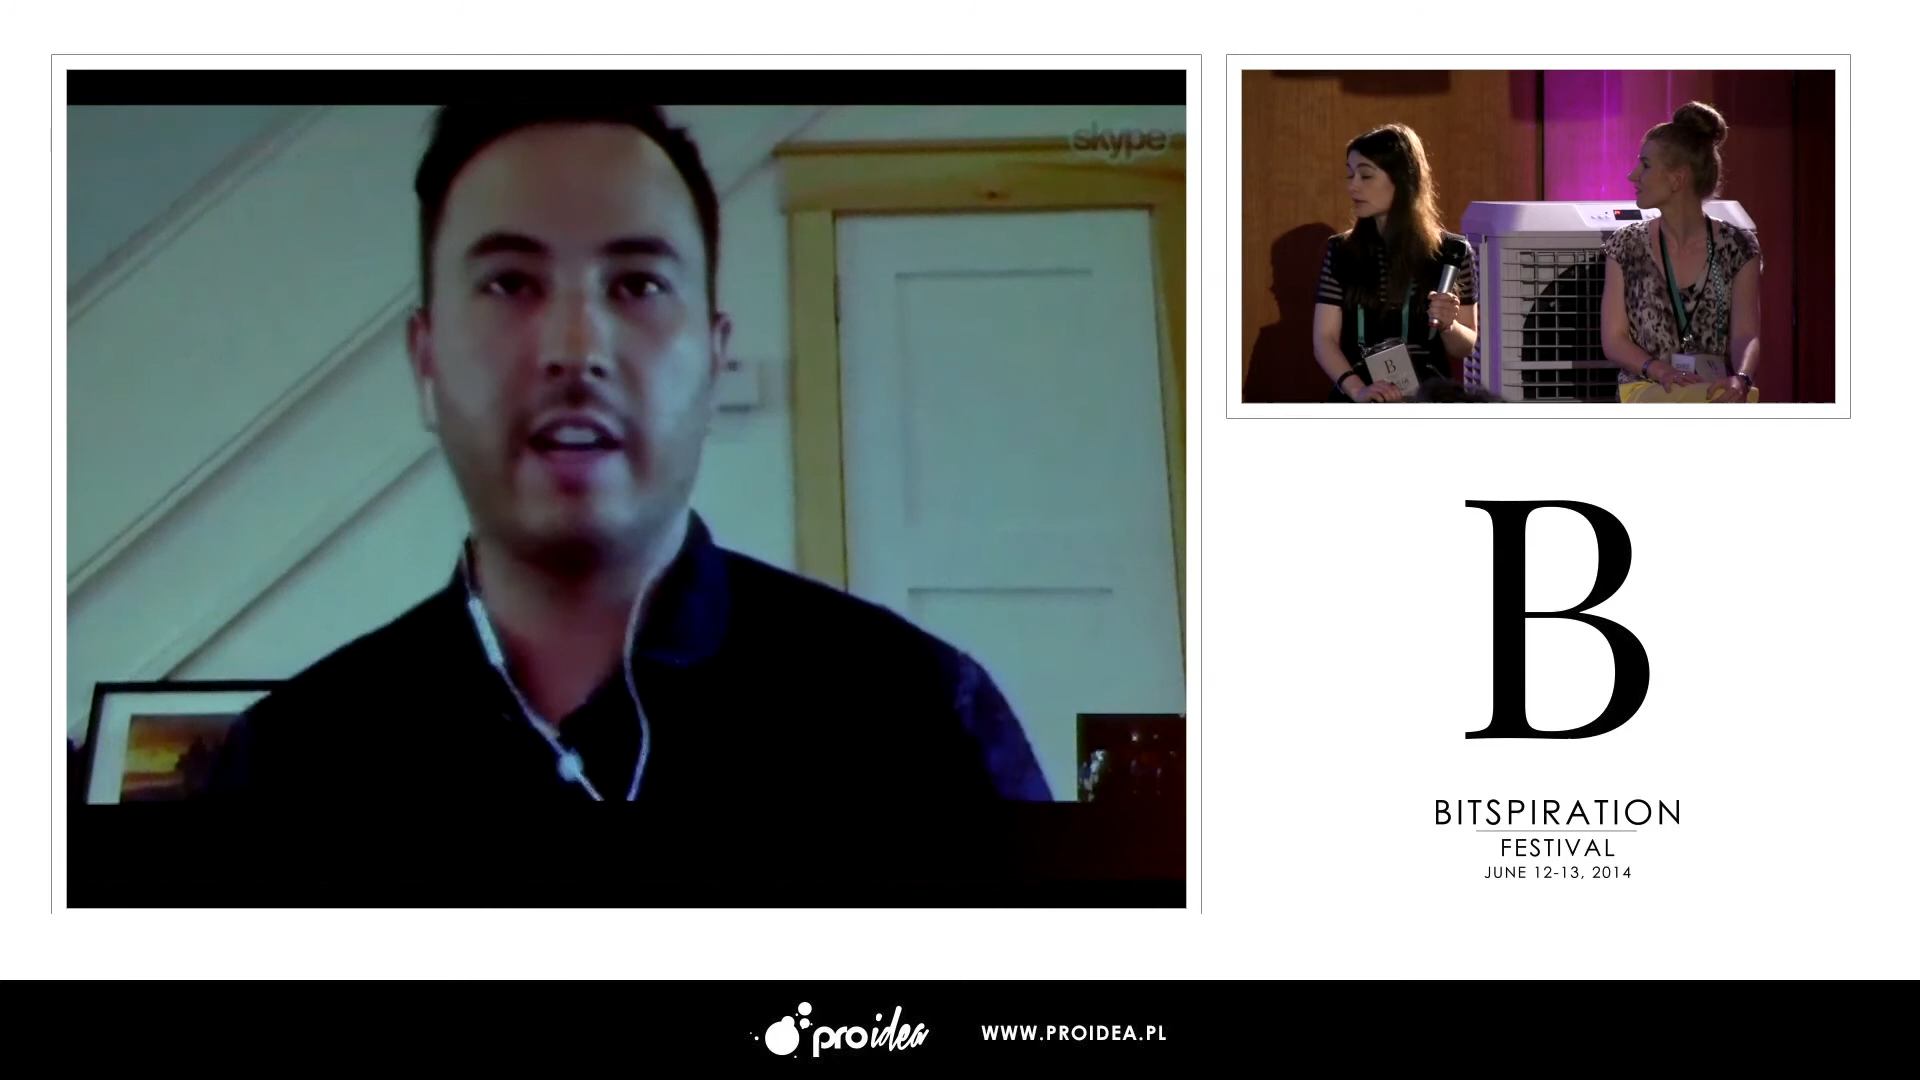 skype
B
B
BITSPIRATION
FESTIVAL
JUNE 12-13, 2014
proidea
WWW.PROIDEA.PL